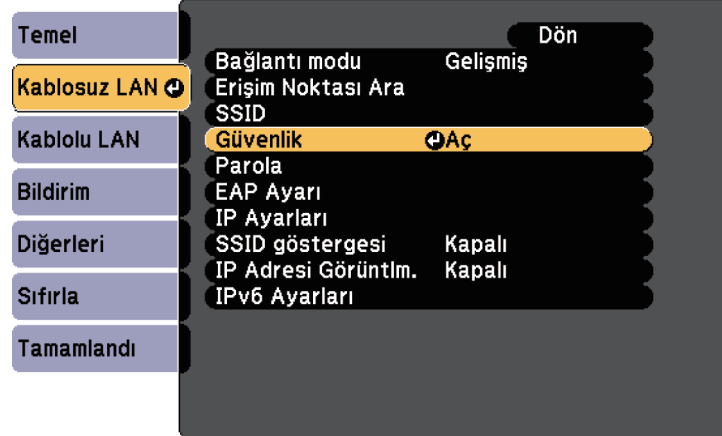 Temel
Kablosuz LAN
Kablolu LAN
Bildirim
Diğerleri
Sıfırla
Tamamlandı
Dön
Bağlantı modu Gelişmiş
Erişim Noktası Ara
SSID
Güvenlik Aç
Parola
EAP Ayarı
IP Ayarları
SSID göstergesi Kapalı
IP Adresi Görüntlm. Kapalı
IPv6 Ayarları